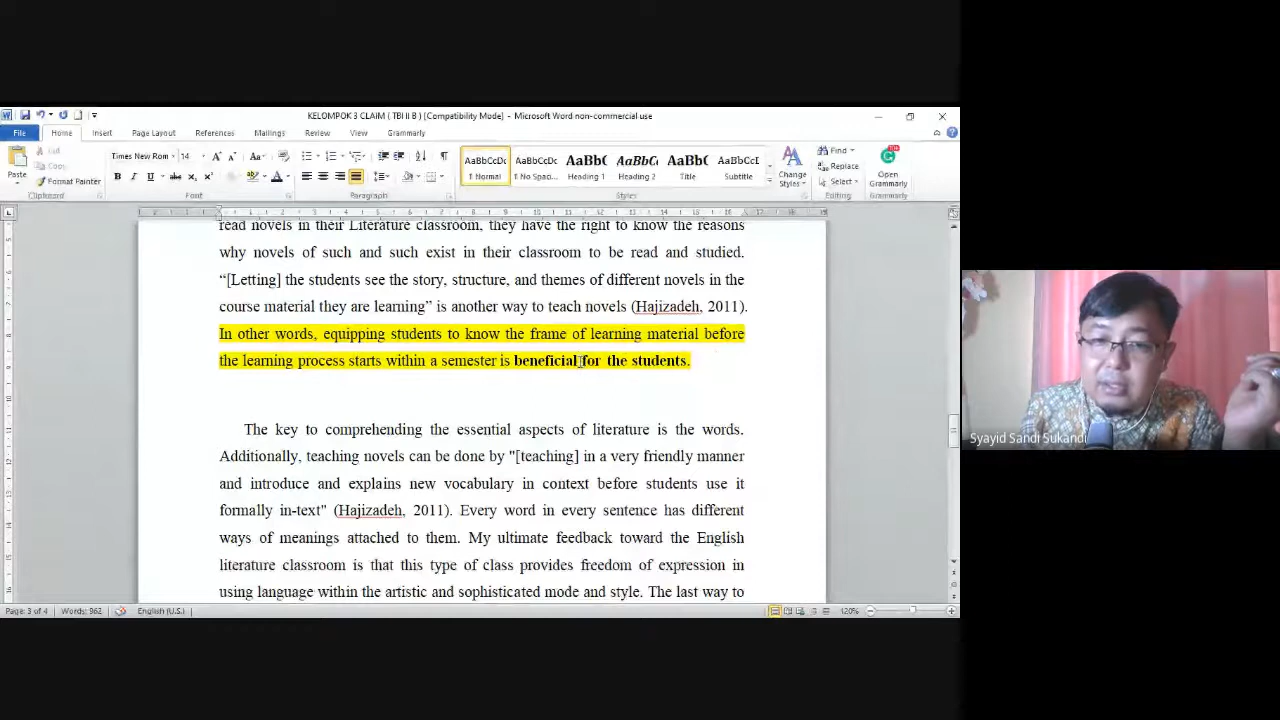 KELOMPOK 3 CLAiM ( TBI II B ) [Compatibility Mode] - Microsoft Word non-commercial use
File Home Insert Page Layout References Mailings Review View Grammarly
Paste Cut Copy Format Painter
Times New Rom 14
AaBbCcDc AaBbCcDc AaBbC AaBbCc AaBbC AaBbCcD
¶ Normal ¶ No Spac... Heading 1 Heading 2 Title Subtitle
Change Styles
Find Replace Select
Open Grammarly
Clipboard Font Paragraph Styles Editing Grammarly
read novels in their Literature classroom, they have the right to know the reasons
why novels of such and such exist in their classroom to be read and studied.
“[Letting] the students see the story, structure, and themes of different novels in the
course material they are learning” is another way to teach novels (Hajizadeh, 2011).
In other words, equipping students to know the frame of learning material before
the learning process starts within a semester is beneficial for the students.
The key to comprehending the essential aspects of literature is the words.
Additionally, teaching novels can be done by "[teaching] in a very friendly manner
and introduce and explains new vocabulary in context before students use it
formally in-text" (Hajizadeh, 2011). Every word in every sentence has different
ways of meanings attached to them. My ultimate feedback toward the English
literature classroom is that this type of class provides freedom of expression in
using language within the artistic and sophisticated mode and style. The last way to
Page: 3 of 4 Words: 962 English (U.S.) 120%
Syayid Sandi Sukandi